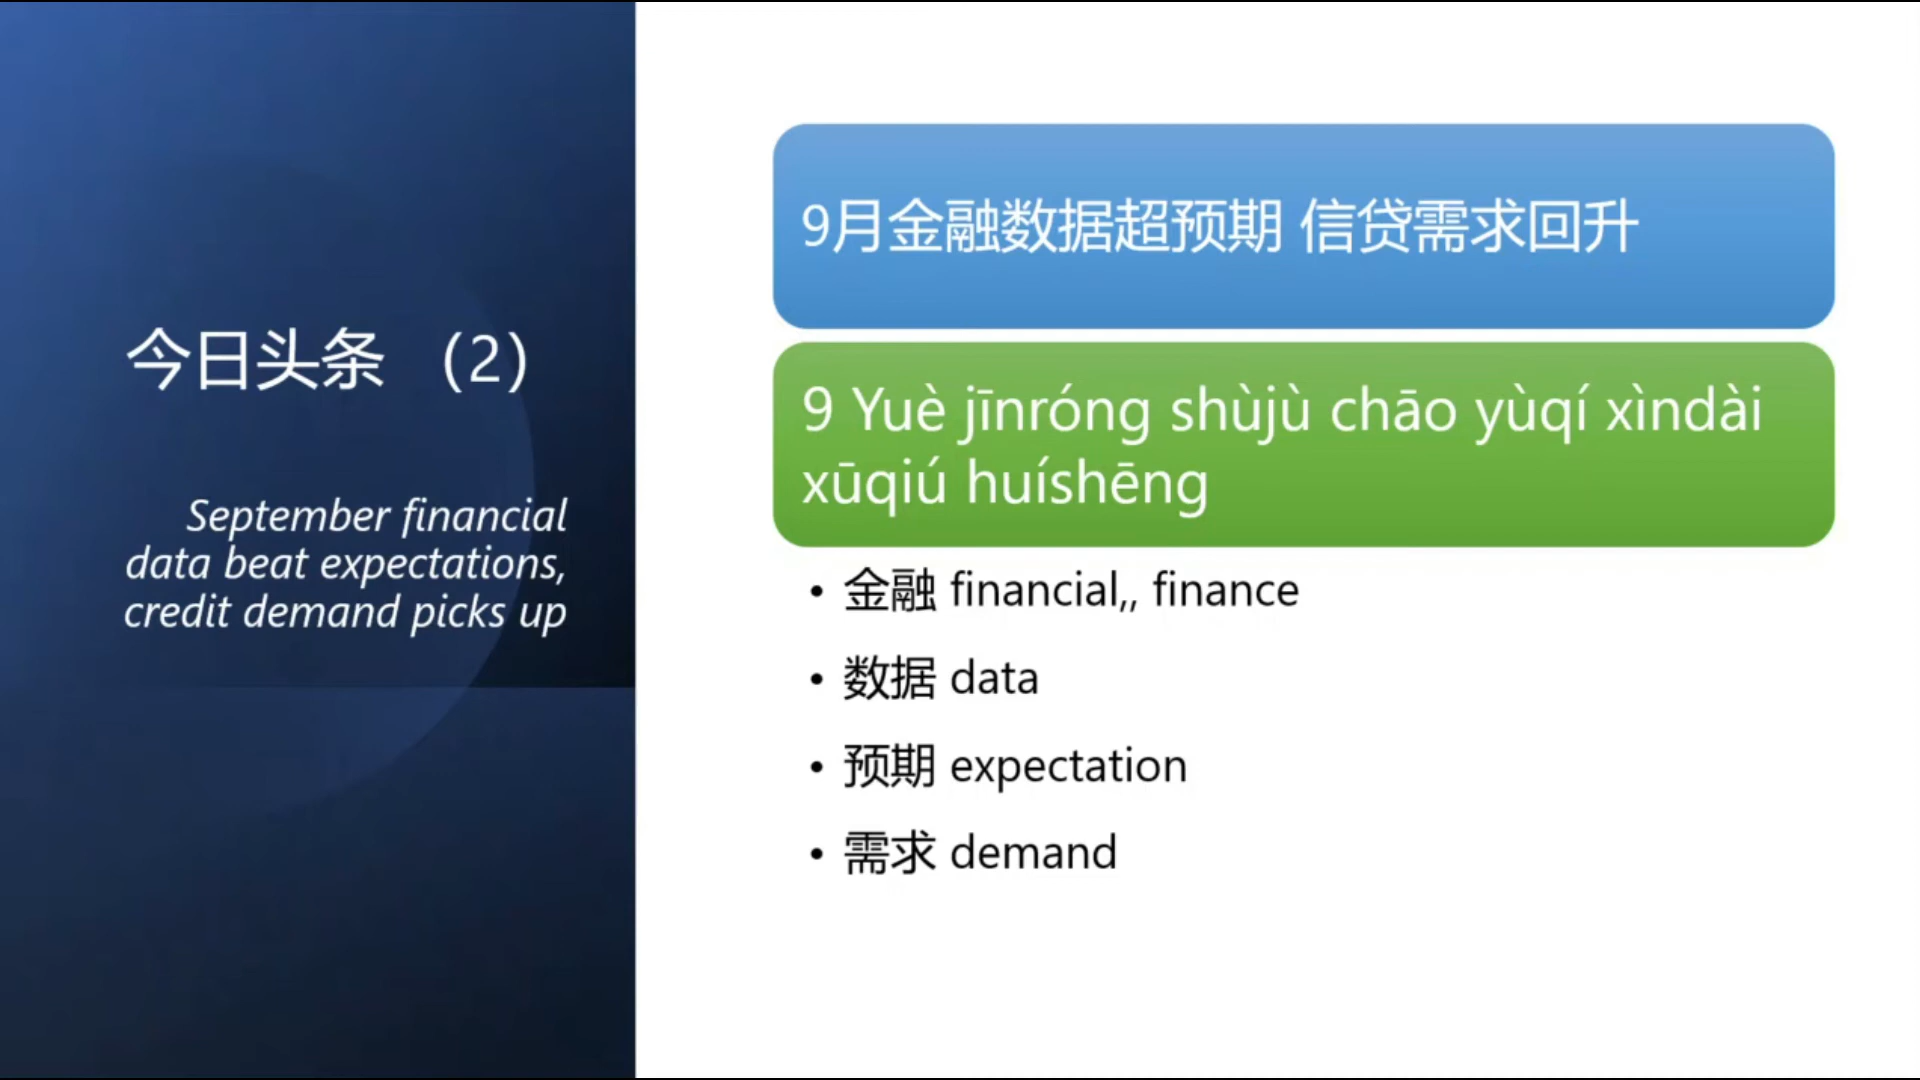 今日头条 （2）
September financial
data beat expectations,
credit demand picks up
9月金融数据超预期 信贷需求回升
9 Yuè jīnróng shùjù chāo yùqí xìndài
xūqiú huíshēng
• 金融 financial,, finance
• 数据 data
• 预期 expectation
• 需求 demand